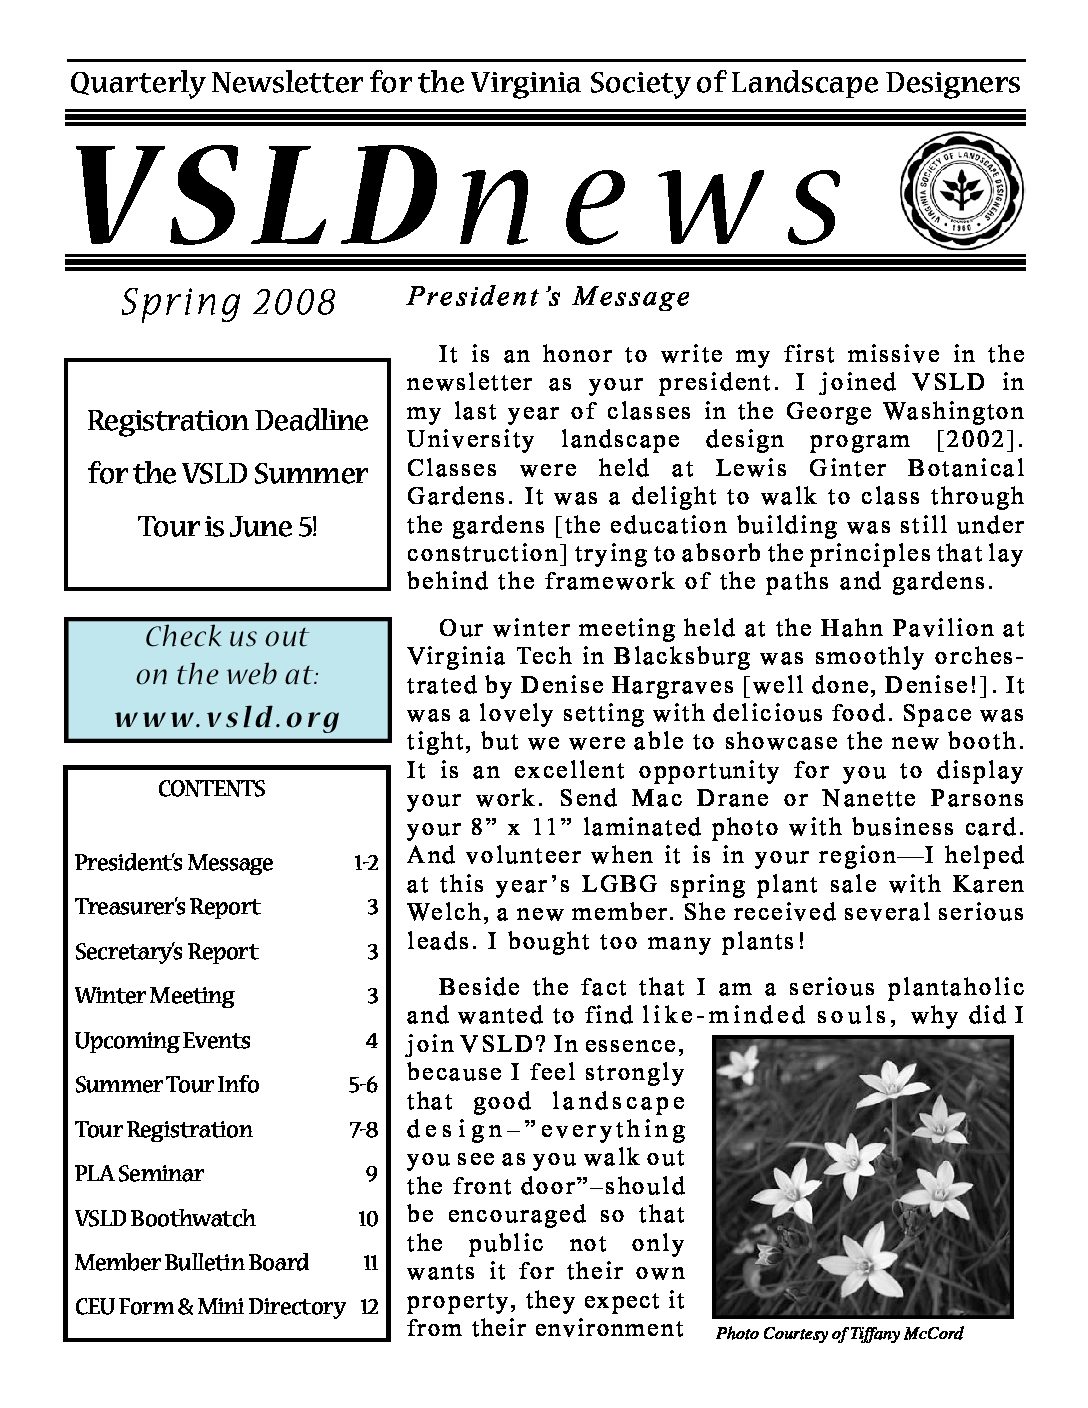 Quarterly Newsletter for the Virginia Society of Landscape Designers
VSLDnews
VIRGINIA SOCIETY OF LANDSCAPE DESIGNERS
• 1960 •
Spring 2008
Registration Deadline
for the VSLD Summer
Tour is June 5!
Check us out
on the web at:
www.vsld.org
CONTENTS
President's Message 1-2
Treasurer's Report 3
Secretary's Report 3
Winter Meeting 3
Upcoming Events 4
Summer Tour Info 5-6
Tour Registration 7-8
PLA Seminar 9
VSLD Boothwatch 10
Member Bulletin Board 11
CEU Form & Mini Directory 12
President's Message
It is an honor to write my first missive in the
newsletter as your president. I joined VSLD in
my last year of classes in the George Washington
University landscape design program [2002].
Classes were held at Lewis Ginter Botanical
Gardens. It was a delight to walk to class through
the gardens [the education building was still under
construction] trying to absorb the principles that lay
behind the framework of the paths and gardens.
Our winter meeting held at the Hahn Pavilion at
Virginia Tech in Blacksburg was smoothly orches-
trated by Denise Hargraves [well done, Denise!]. It
was a lovely setting with delicious food. Space was
tight, but we were able to showcase the new booth.
It is an excellent opportunity for you to display
your work. Send Mac Drane or Nanette Parsons
your 8” x 11” laminated photo with business card.
And volunteer when it is in your region—I helped
at this year’s LGBG spring plant sale with Karen
Welch, a new member. She received several serious
leads. I bought too many plants!
Beside the fact that I am a serious plantaholic
and wanted to find like-minded souls, why did I
join VSLD? In essence,
because I feel strongly
that good landscape
design–”everything
you see as you walk out
the front door”–should
be encouraged so that
the public not only
wants it for their own
property, they expect it
from their environment
Photo Courtesy of Tiffany McCord